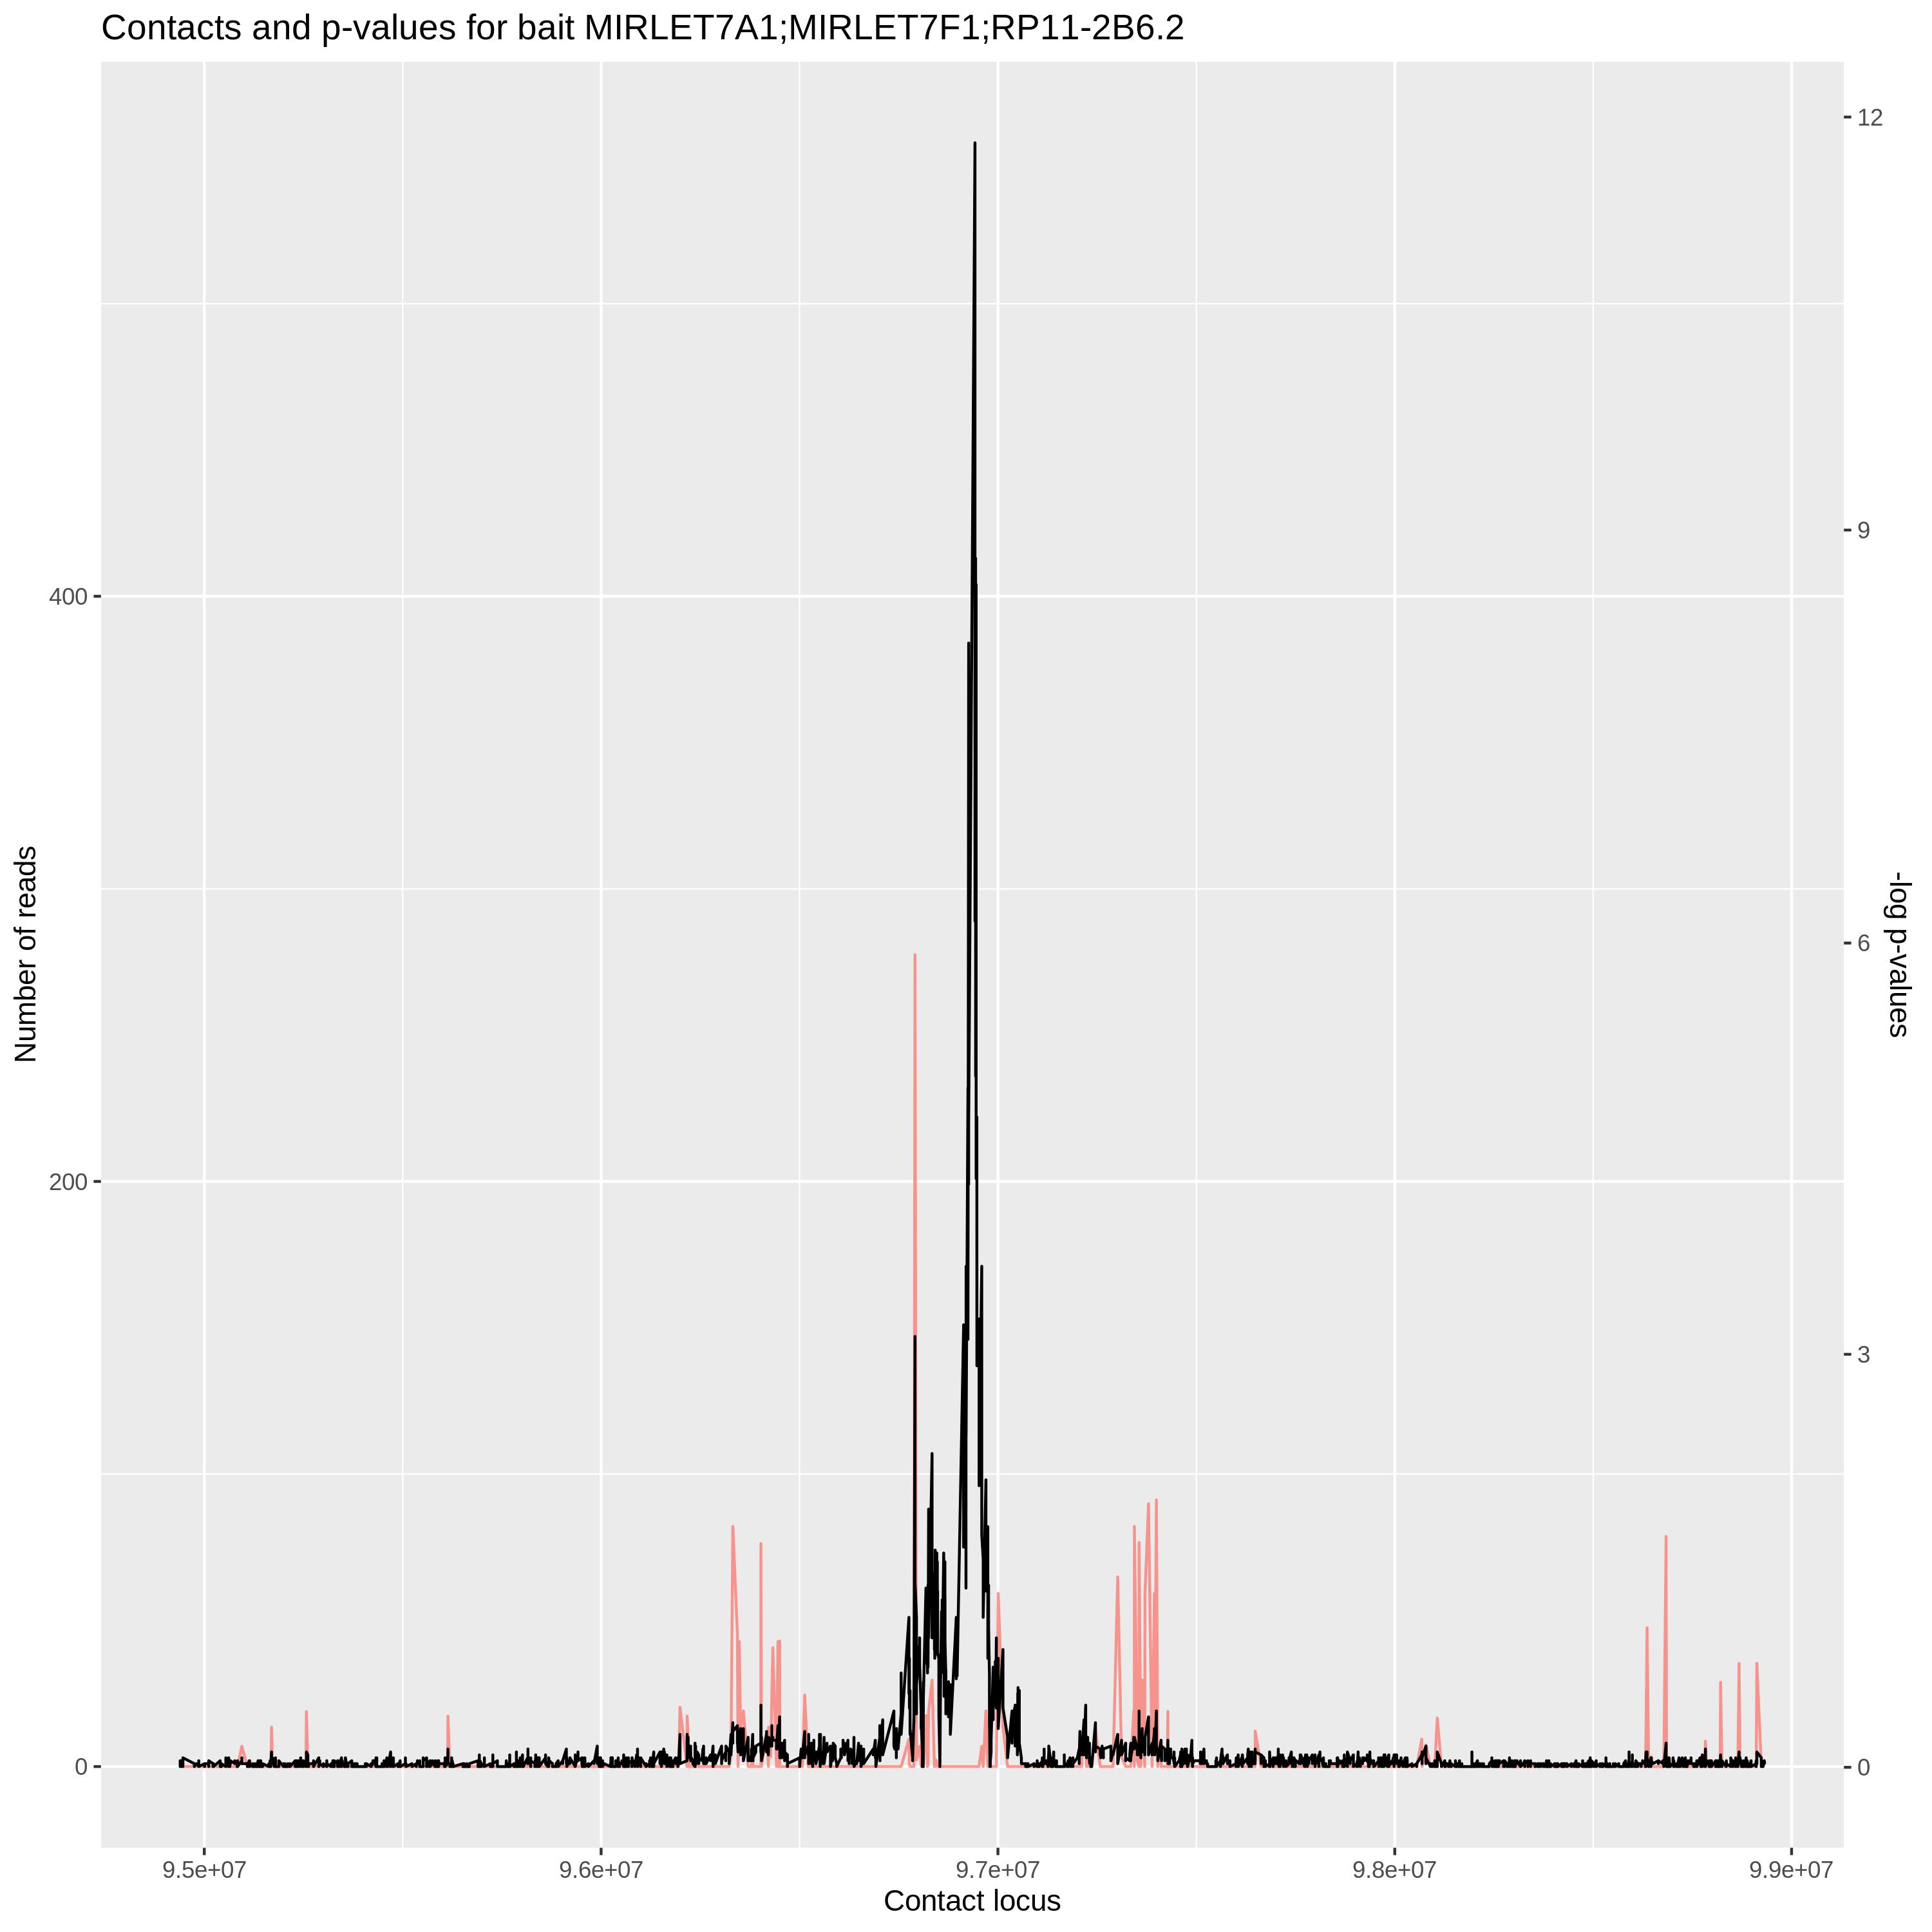 Contacts and p-values for bait MIRLET7A1;MIRLET7F1;RP11-2B6.2
Number of reads
400
200
0
12
9
6
3
0
-log p-values
9.5e+07
9.6e+07
9.7e+07
9.8e+07
9.9e+07
Contact locus